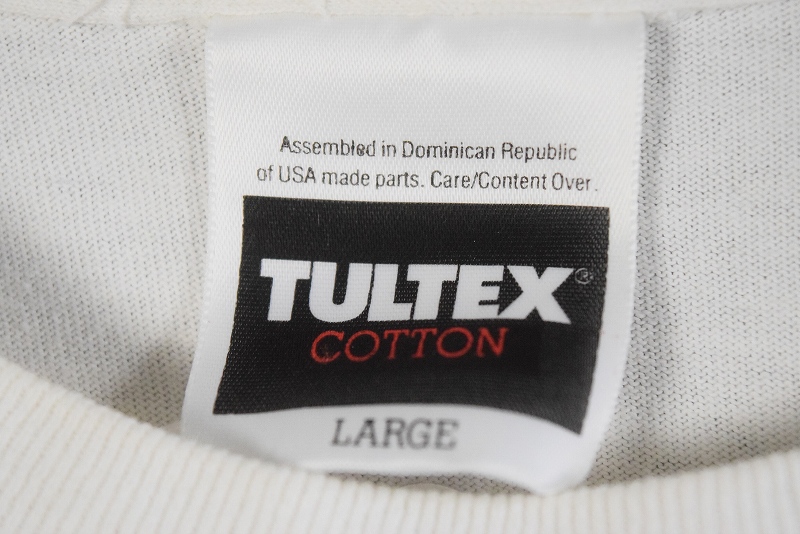 Assembled in Dominican Republic
of USA made parts. Care/Content Over.
TULTEX®
COTTON
LARGE